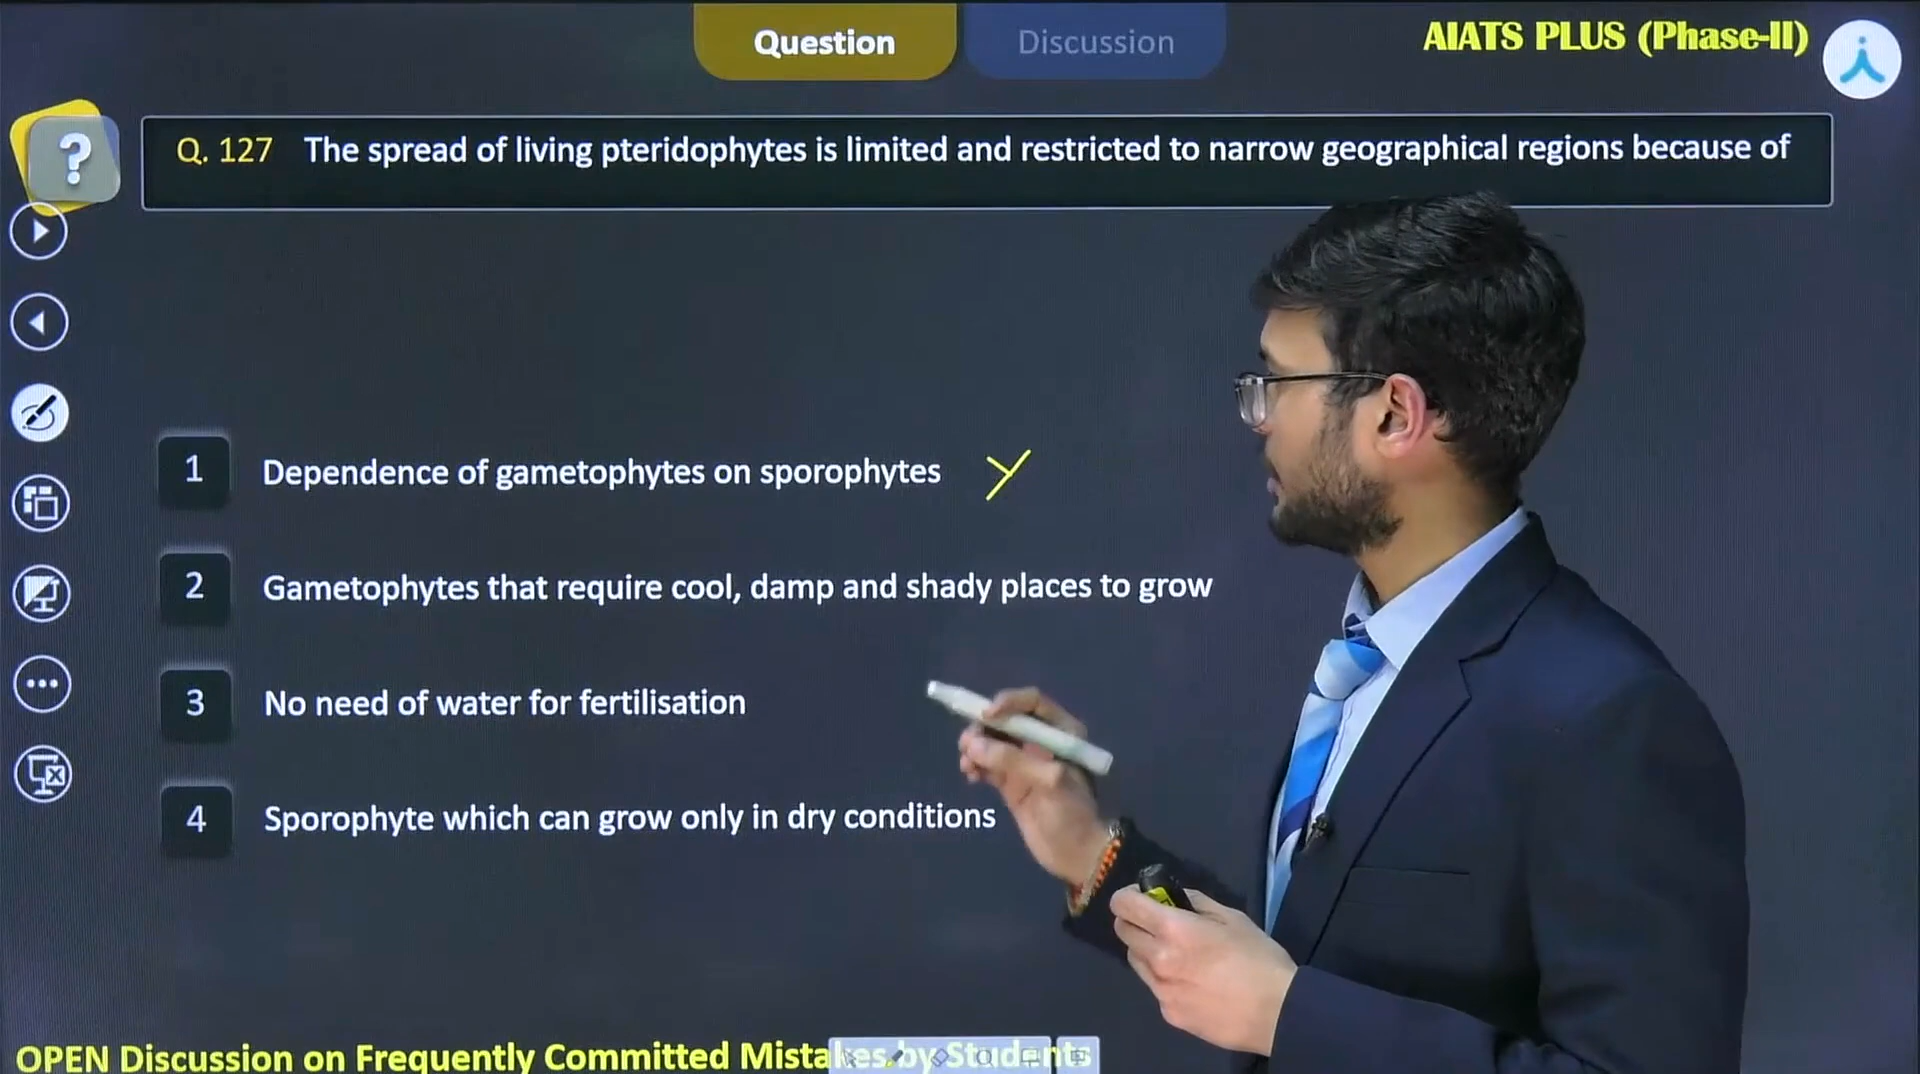 Question
Discussion
AIATS PLUS (Phase-II)
?
Q. 127 The spread of living pteridophytes is limited and restricted to narrow geographical regions because of
1 Dependence of gametophytes on sporophytes
2 Gametophytes that require cool, damp and shady places to grow
3 No need of water for fertilisation
4 Sporophyte which can grow only in dry conditions
OPEN Discussion on Frequently Committed Mistakes by Students